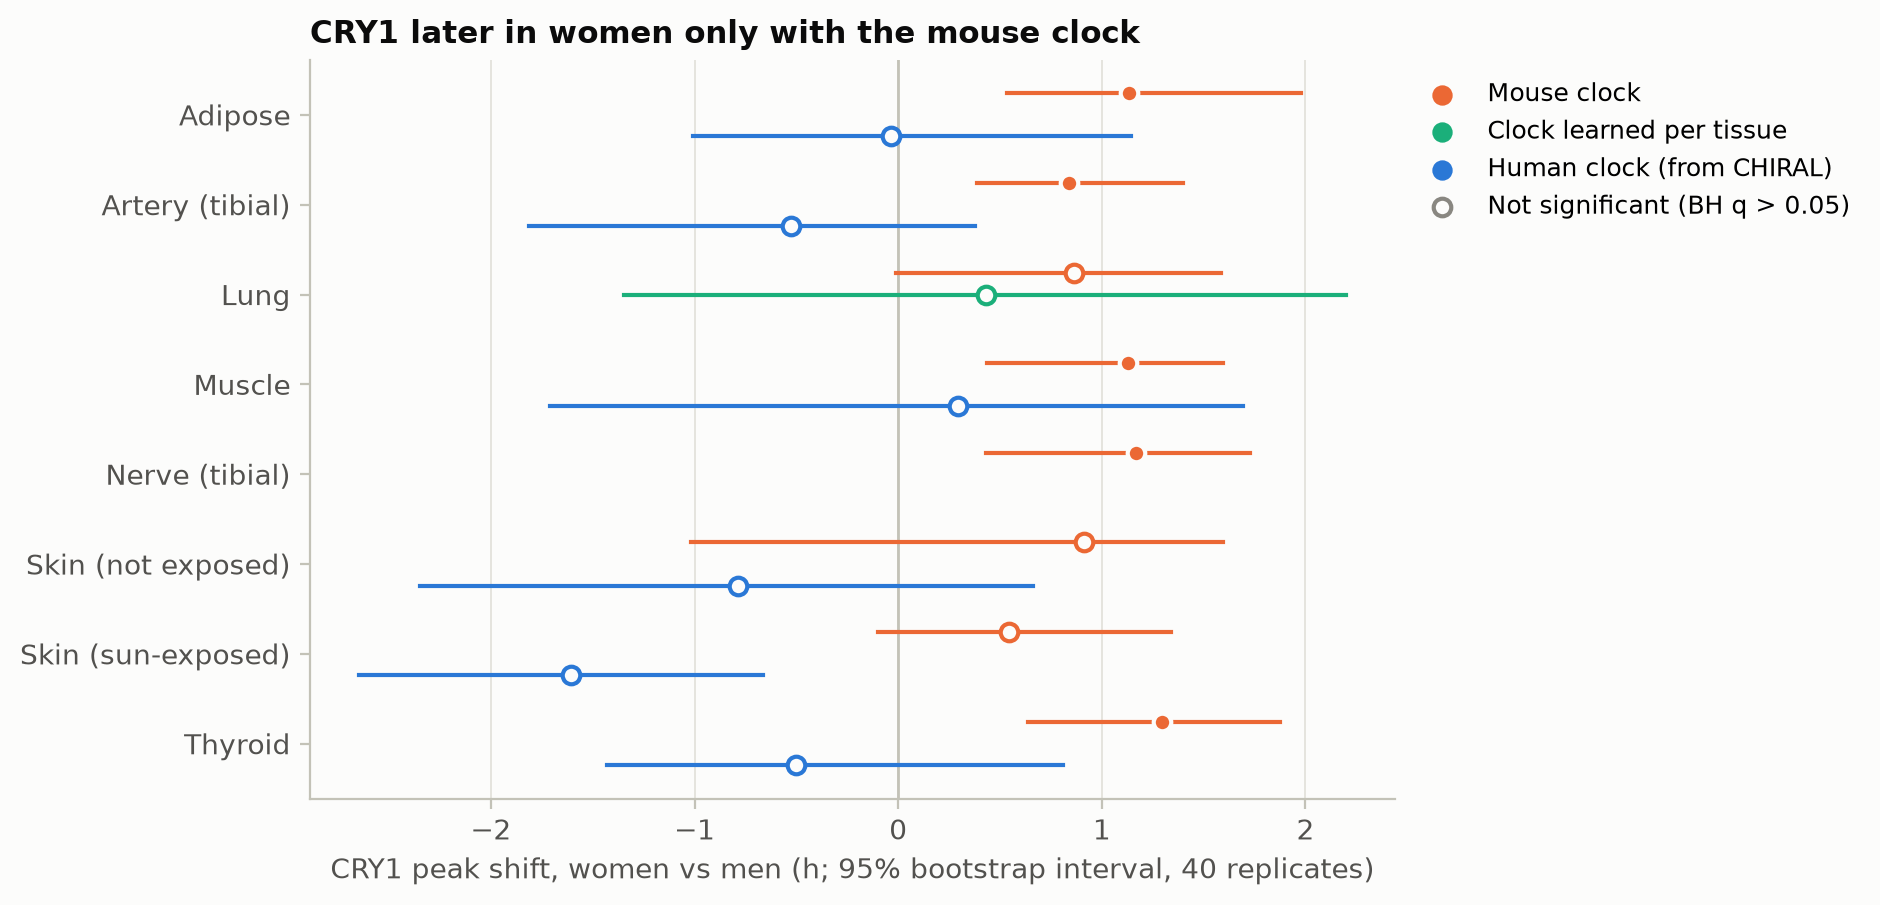 CRY1 later in women only with the mouse clock
Mouse clock
Clock learned per tissue
Human clock (from CHIRAL)
Not significant (BH q > 0.05)
Adipose
Artery (tibial)
Lung
Muscle
Nerve (tibial)
Skin (not exposed)
Skin (sun-exposed)
Thyroid
−2 −1 0 1 2
CRY1 peak shift, women vs men (h; 95% bootstrap interval, 40 replicates)